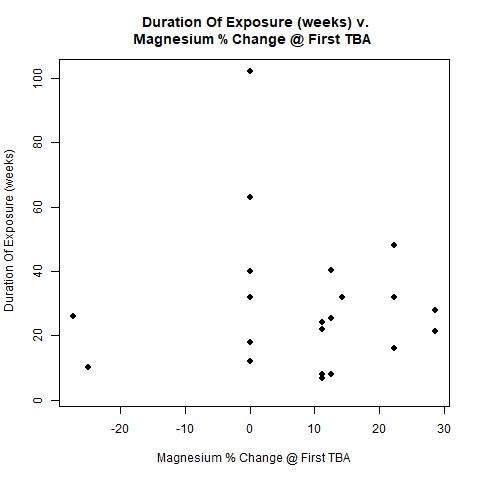 Duration Of Exposure (weeks) v.
Magnesium % Change @ First TBA
Duration Of Exposure (weeks)
100
80
60
40
20
0
-20 -10 0 10 20 30
Magnesium % Change @ First TBA